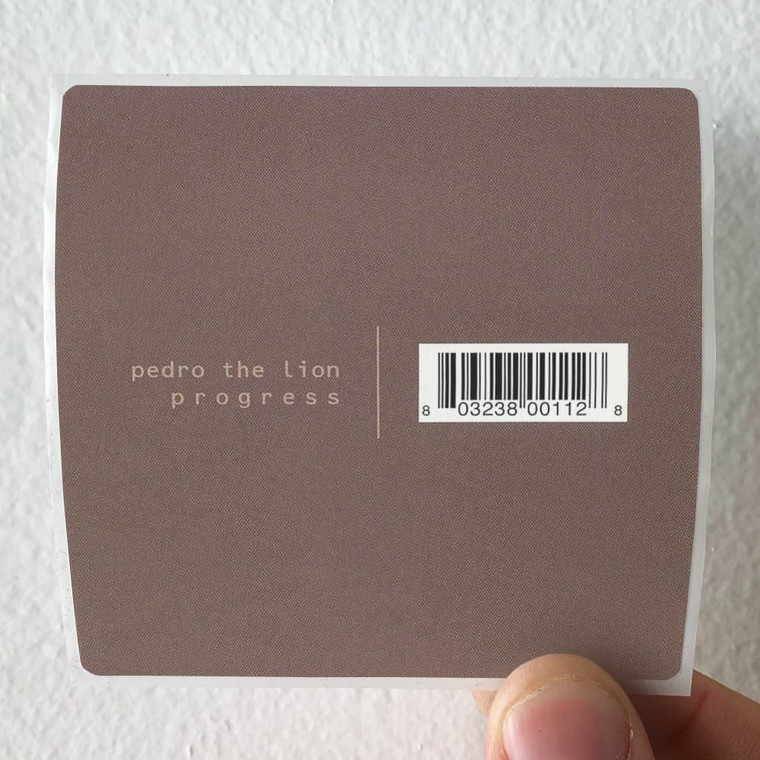 pedro the lion
progress
8 03238 00112 8